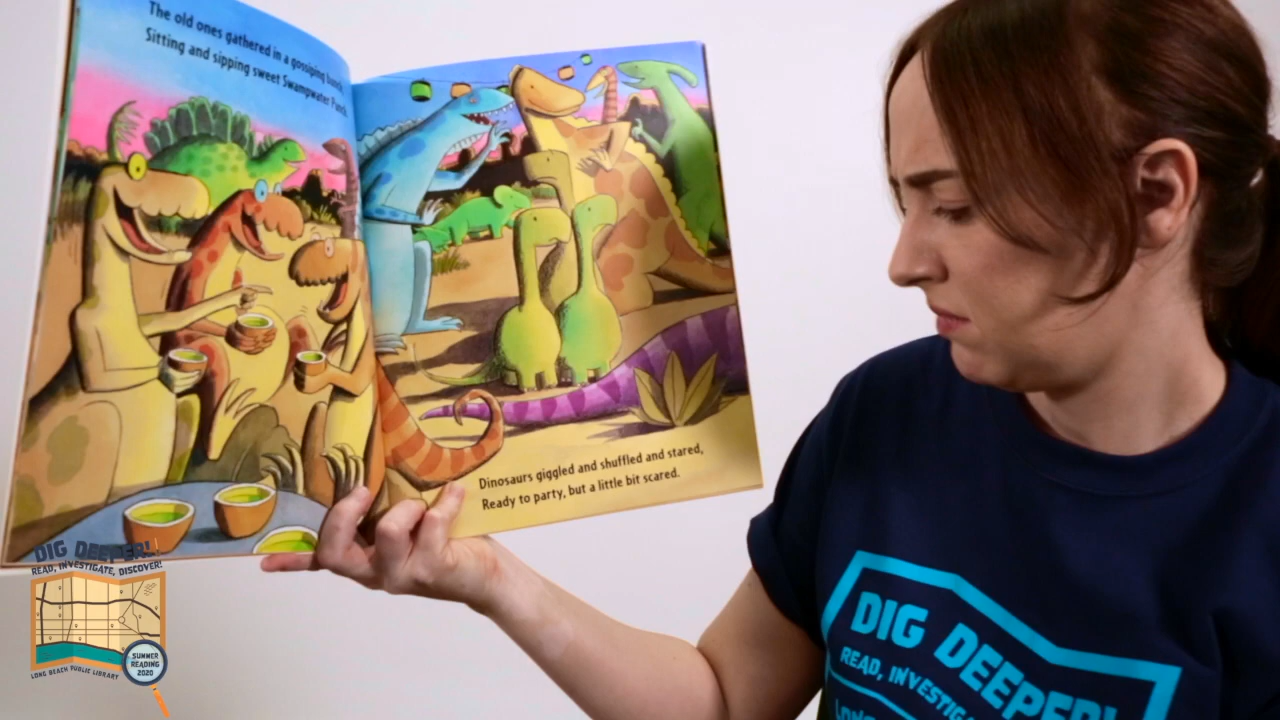 The old ones gathered in a gossiping bunch,
Sitting and sipping sweet Swampwater Punch.
Dinosaurs giggled and shuffled and stared,
Ready to party, but a little bit scared.
DIG DEEPER!
READ, INVESTIGATE, DISCOVER!
SUMMER
READING
2020
LONG BEACH PUBLIC LIBRARY
DIG DEEPER!
READ, INVESTIGA
LONG